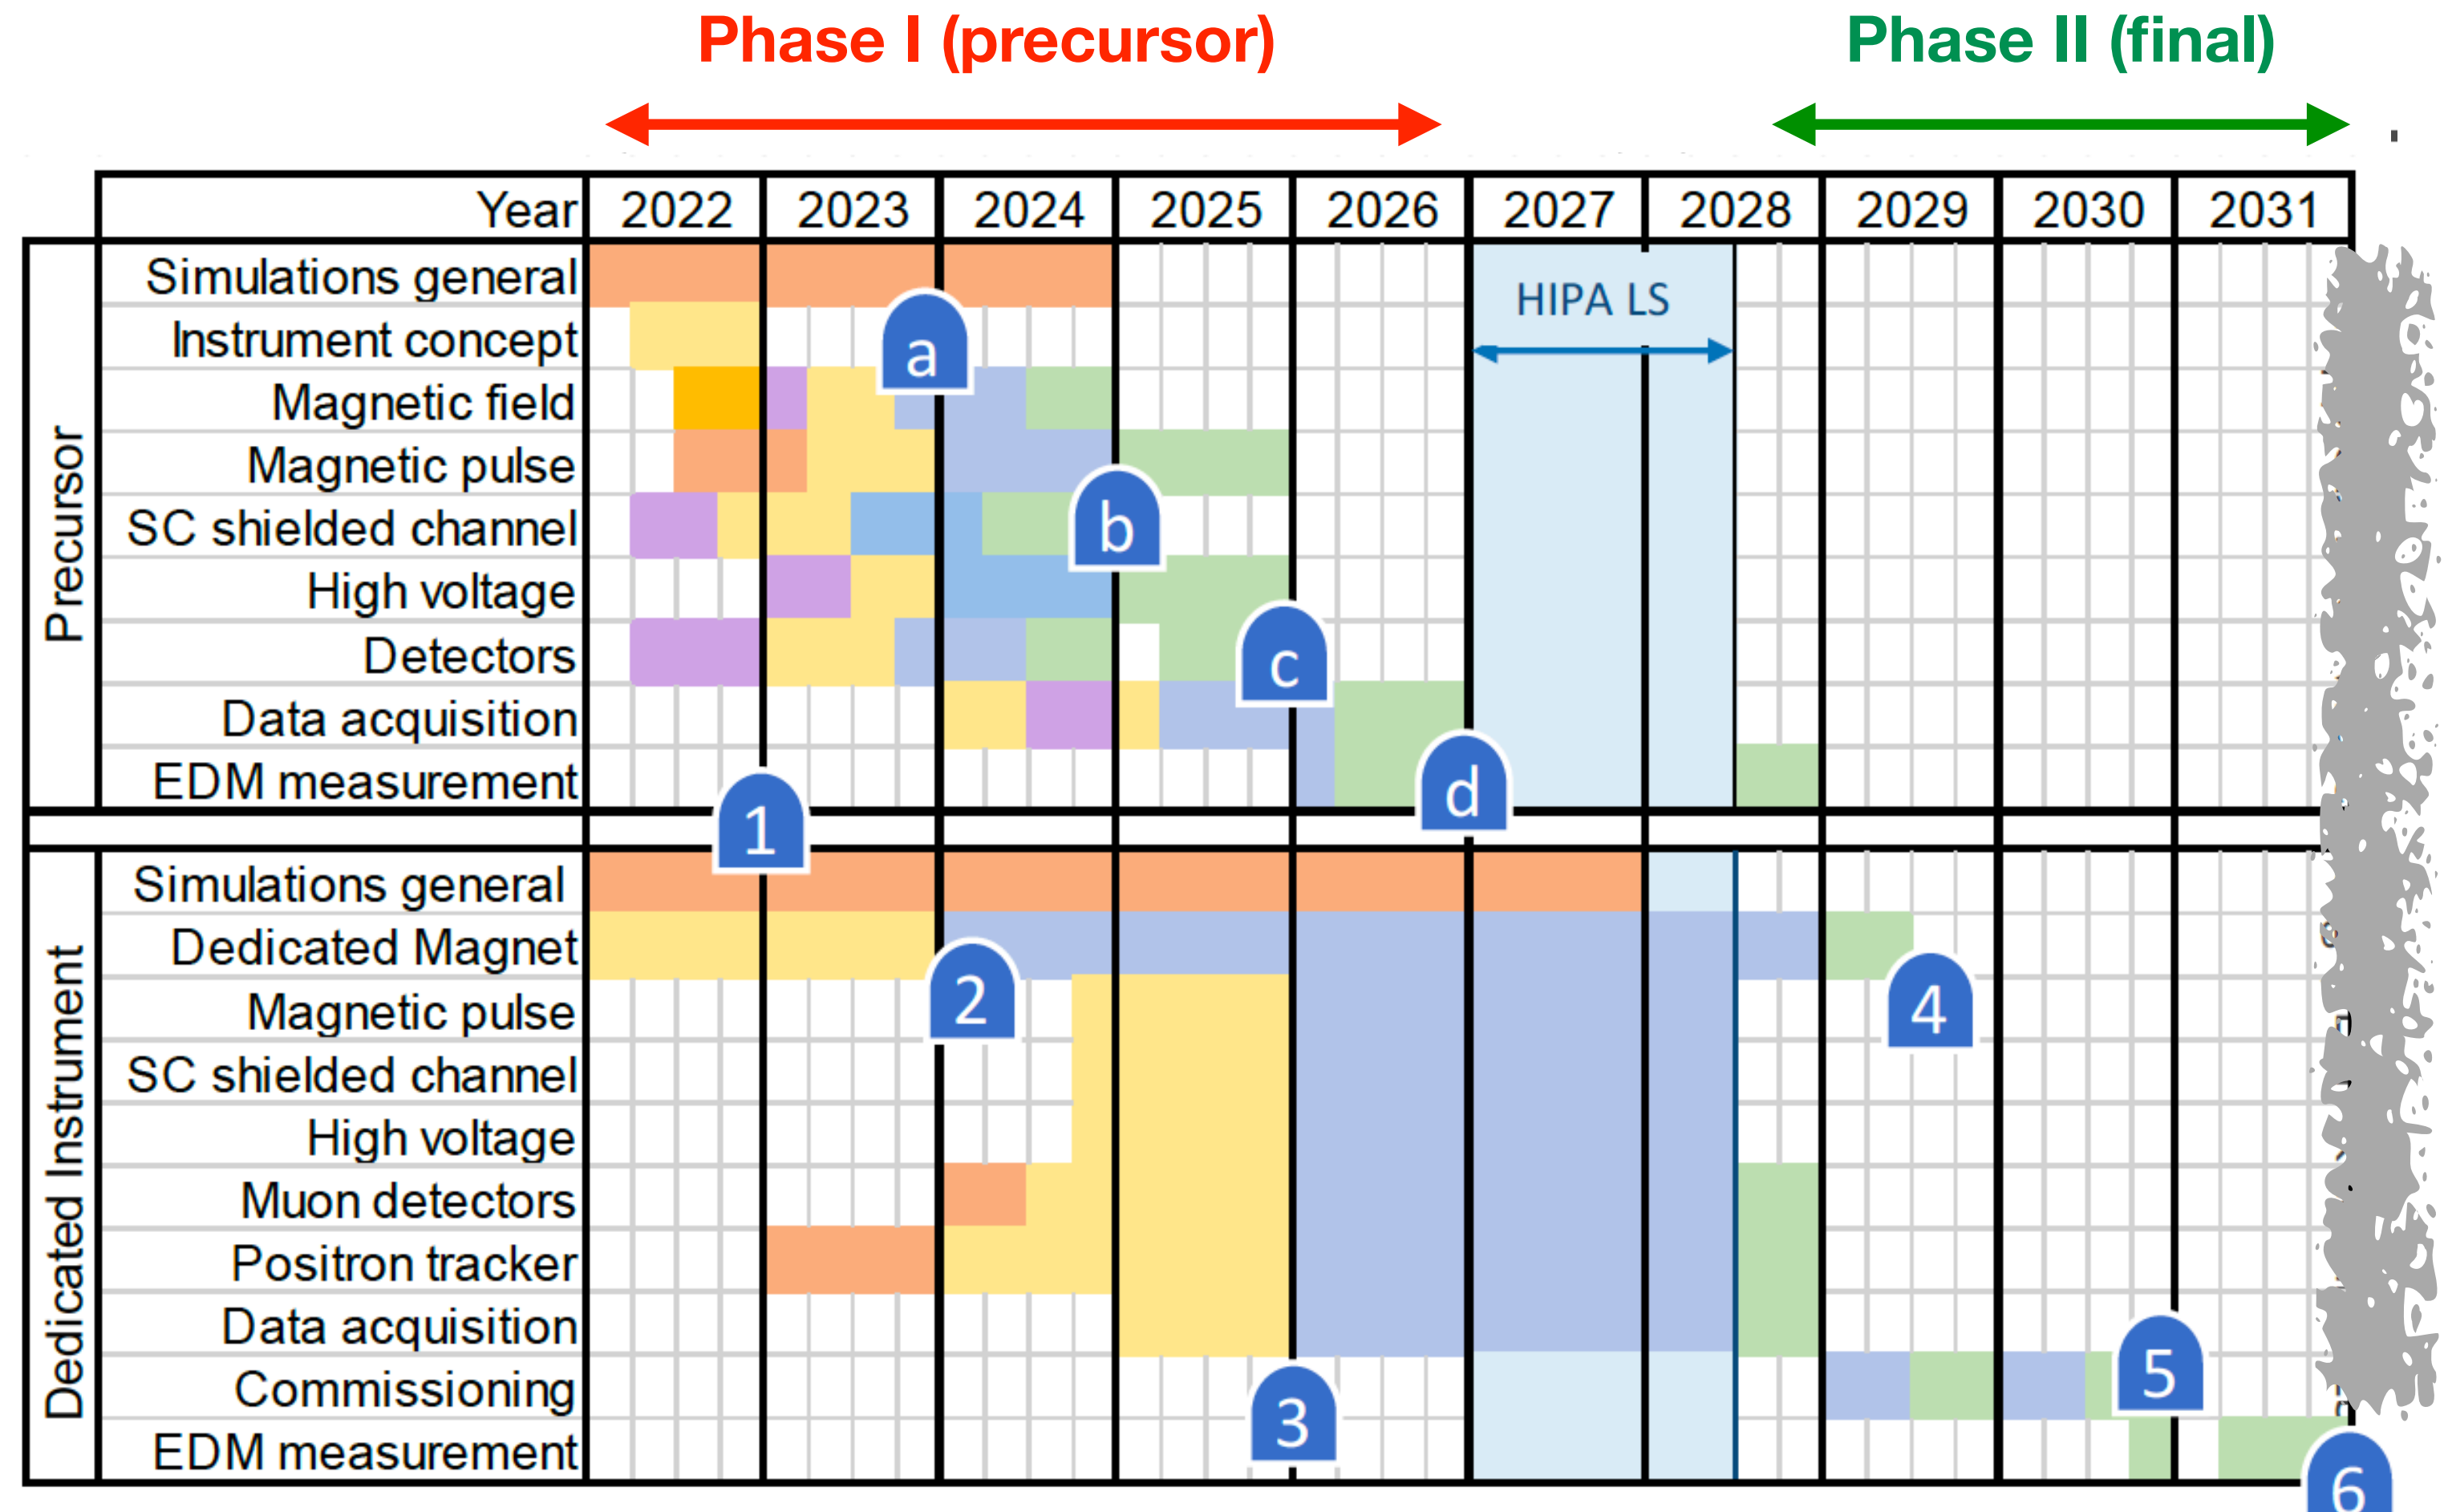 Phase I (precursor) Phase II (final)
Year 2022 2023 2024 2025 2026 2027 2028 2029 2030 2031
Precursor
Simulations general
HIPA LS
Instrument concept
a
Magnetic field
Magnetic pulse
SC shielded channel
b
High voltage
Detectors
c
Data acquisition
EDM measurement
d
1
Dedicated Instrument
Simulations general
Dedicated Magnet
2
4
Magnetic pulse
SC shielded channel
High voltage
Muon detectors
Positron tracker
Data acquisition
Commissioning
5
3
EDM measurement
6